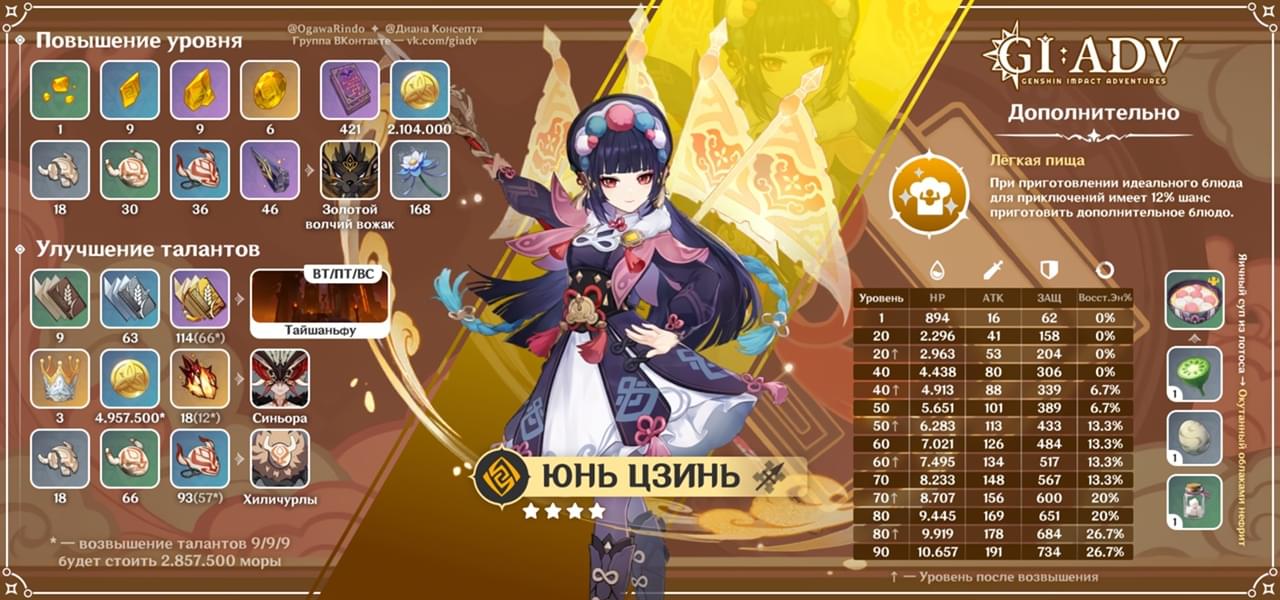 Повышение уровня
@OgawaRindo ✦ @Диана Консепта
Группа ВКонтакте — vk.com/giadv
1 9 9 6 421 2.104.000
18 30 36 46 Золотой волчий вожак 168
Улучшение талантов
ВТ/ПТ/ВС
Тайшаньфу
9 63 114(66*)
3 4.957.500* 18(12*) Синьора
18 66 93(57*) Хиличурлы
* — возвышение талантов 9/9/9
будет стоить 2.857.500 моры
ЮНЬ ЦЗИНЬ
GI·ADV
GENSHIN IMPACT ADVENTURES
Дополнительно
Лёгкая пища
При приготовлении идеального блюда
для приключений имеет 12% шанс
приготовить дополнительное блюдо.
Уровень HP АТК ЗАЩ Восст.Эн%
1 894 16 62 0%
20 2.296 41 158 0%
20↑ 2.963 53 204 0%
40 4.438 80 306 0%
40↑ 4.913 88 339 6.7%
50 5.651 101 389 6.7%
50↑ 6.283 113 433 13.3%
60 7.021 126 484 13.3%
60↑ 7.495 134 517 13.3%
70 8.233 148 567 13.3%
70↑ 8.707 156 600 20%
80 9.445 169 651 20%
80↑ 9.919 178 684 26.7%
90 10.657 191 734 26.7%
↑ — Уровень после возвышения
1
1
1
Яичный суп из лотоса → Окутанный облаками нефрит